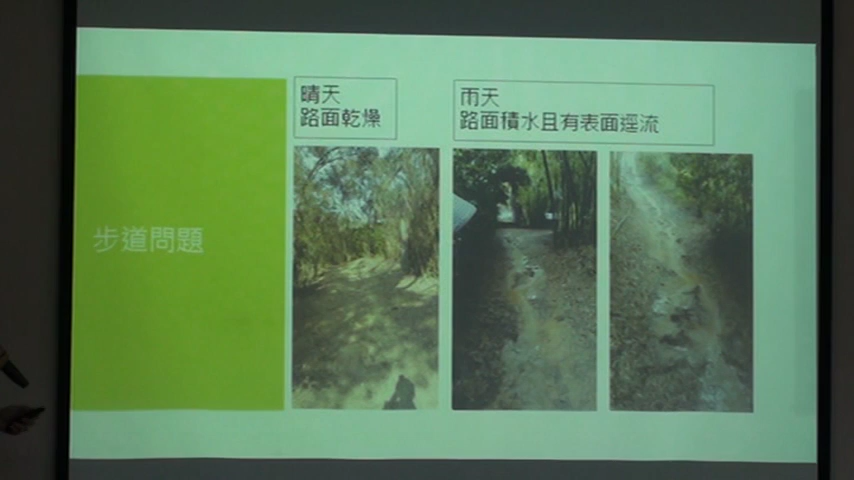 步道問題
晴天
路面乾燥
雨天
路面積水且有表面逕流